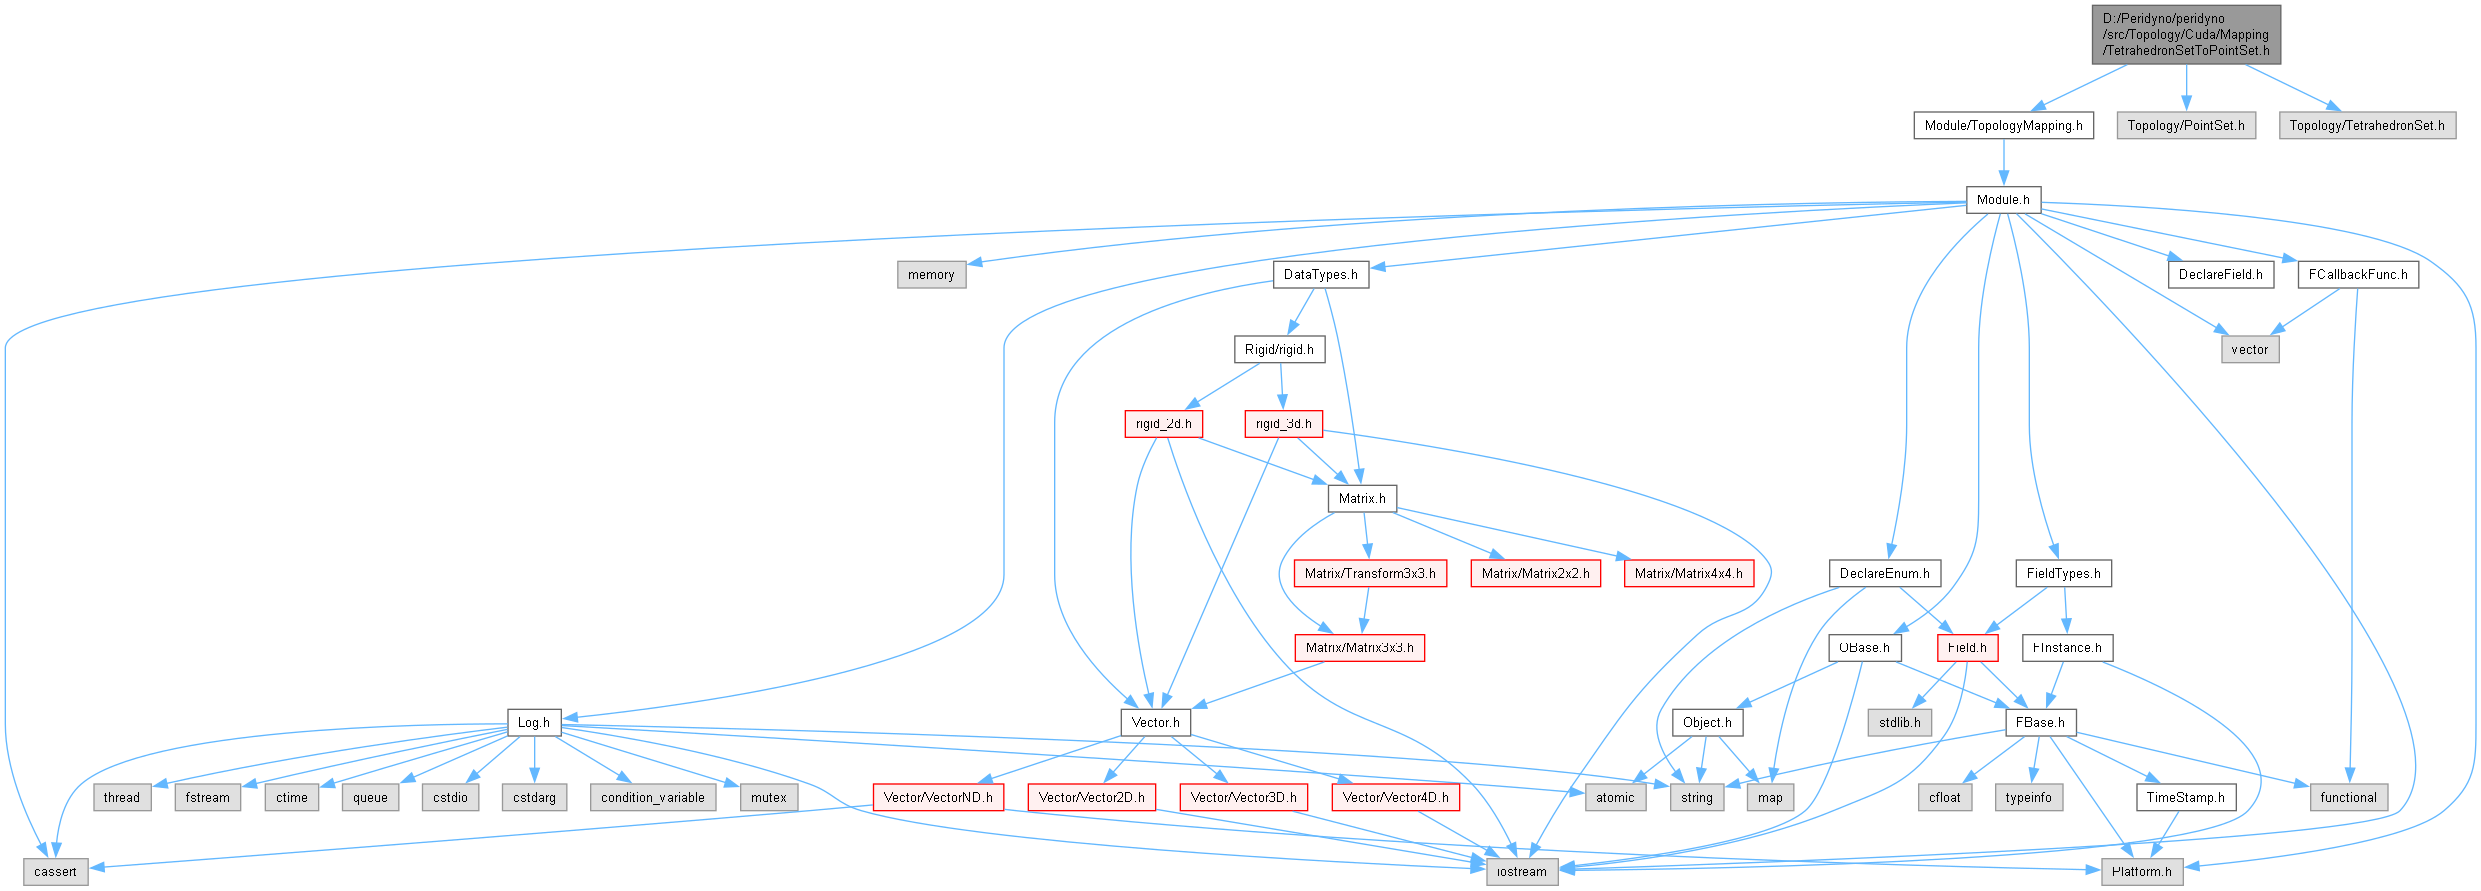 D:/Peridyno/peridyno
/src/Topology/Cuda/Mapping
/TetrahedronSetToPointSet.h
Module/TopologyMapping.h
Topology/PointSet.h
Topology/TetrahedronSet.h
Module.h
memory
DataTypes.h
DeclareField.h
FCallbackFunc.h
Rigid/rigid.h
vector
rigid_2d.h
rigid_3d.h
Matrix.h
Matrix/Transform3x3.h
Matrix/Matrix2x2.h
Matrix/Matrix4x4.h
DeclareEnum.h
FieldTypes.h
Matrix/Matrix3x3.h
OBase.h
Field.h
FInstance.h
Log.h
Vector.h
Object.h
stdlib.h
FBase.h
thread
fstream
ctime
queue
cstdio
cstdarg
condition_variable
mutex
Vector/VectorND.h
Vector/Vector2D.h
Vector/Vector3D.h
Vector/Vector4D.h
atomic
string
map
cfloat
typeinfo
TimeStamp.h
functional
cassert
iostream
Platform.h